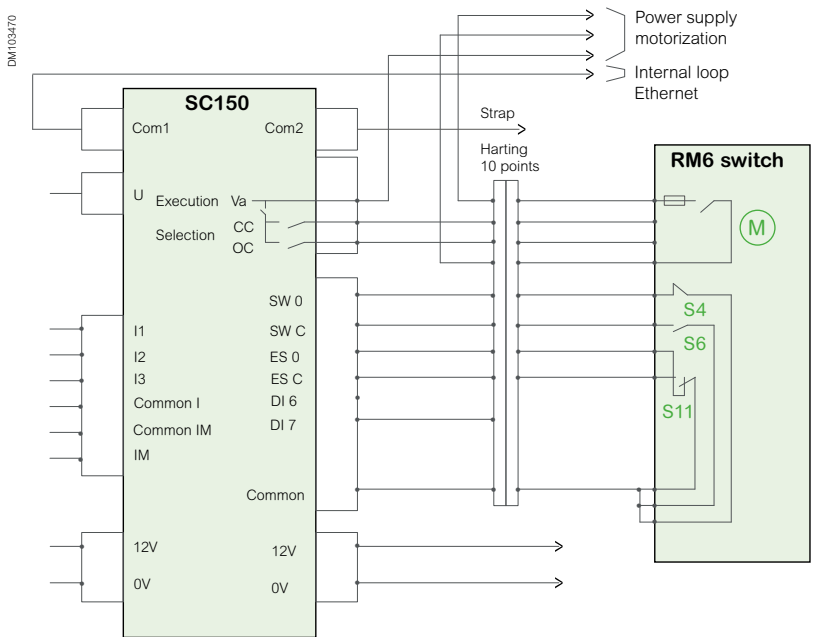 DM103470
Power supply
motorization
Internal loop
Ethernet
SC150
Com1
Com2
Strap
Harting
10 points
RM6 switch
U
Execution
Va
Selection
CC
OC
M
SW 0
S4
I1
SW C
S6
I2
ES 0
I3
ES C
Common I
DI 6
S11
Common IM
DI 7
IM
Common
12V
12V
0V
0V